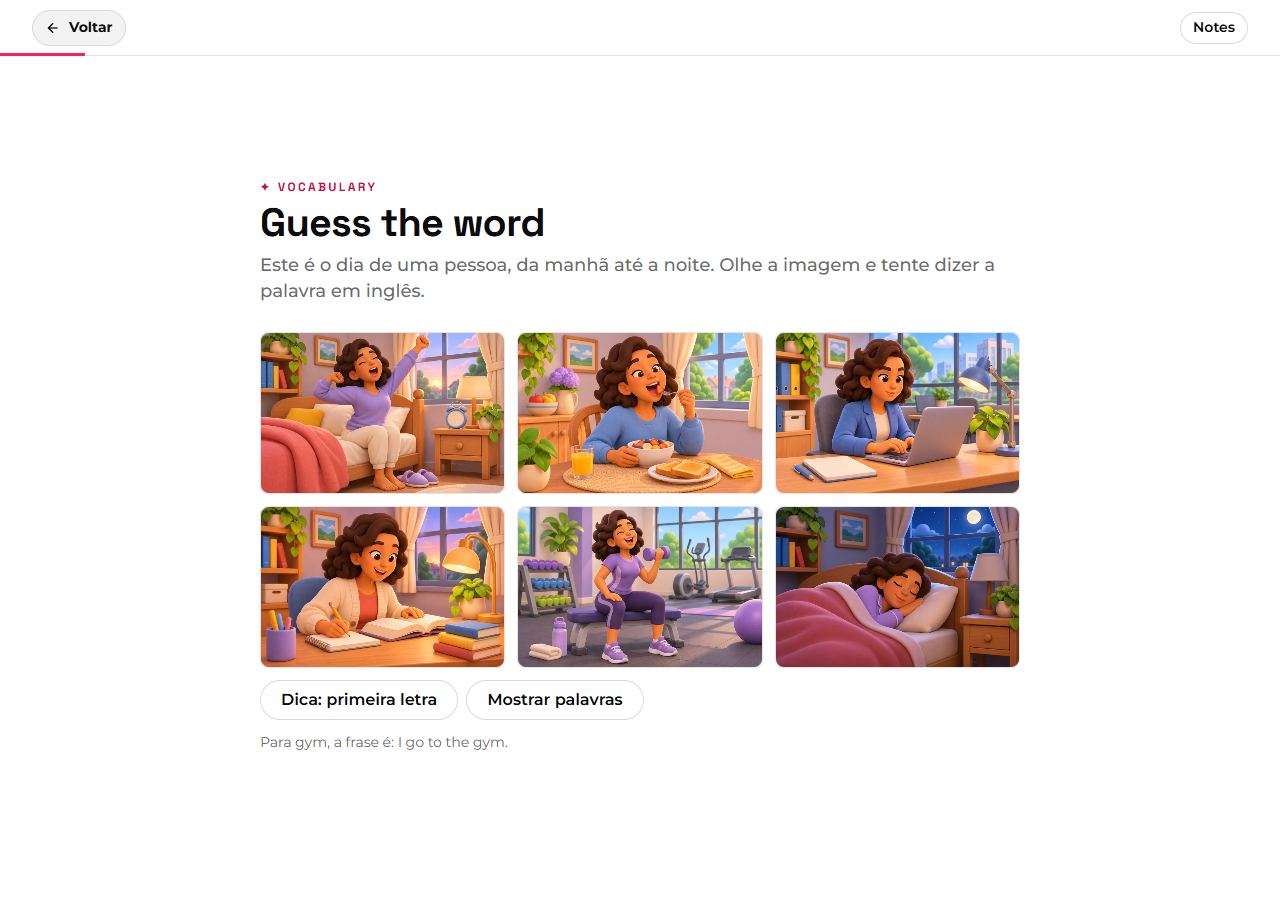 Voltar
Notes
VOCABULARY
Guess the word
Este é o dia de uma pessoa, da manhã até a noite. Olhe a imagem e tente dizer a
palavra em inglês.
Dica: primeira letra
Mostrar palavras
Para gym, a frase é: I go to the gym.